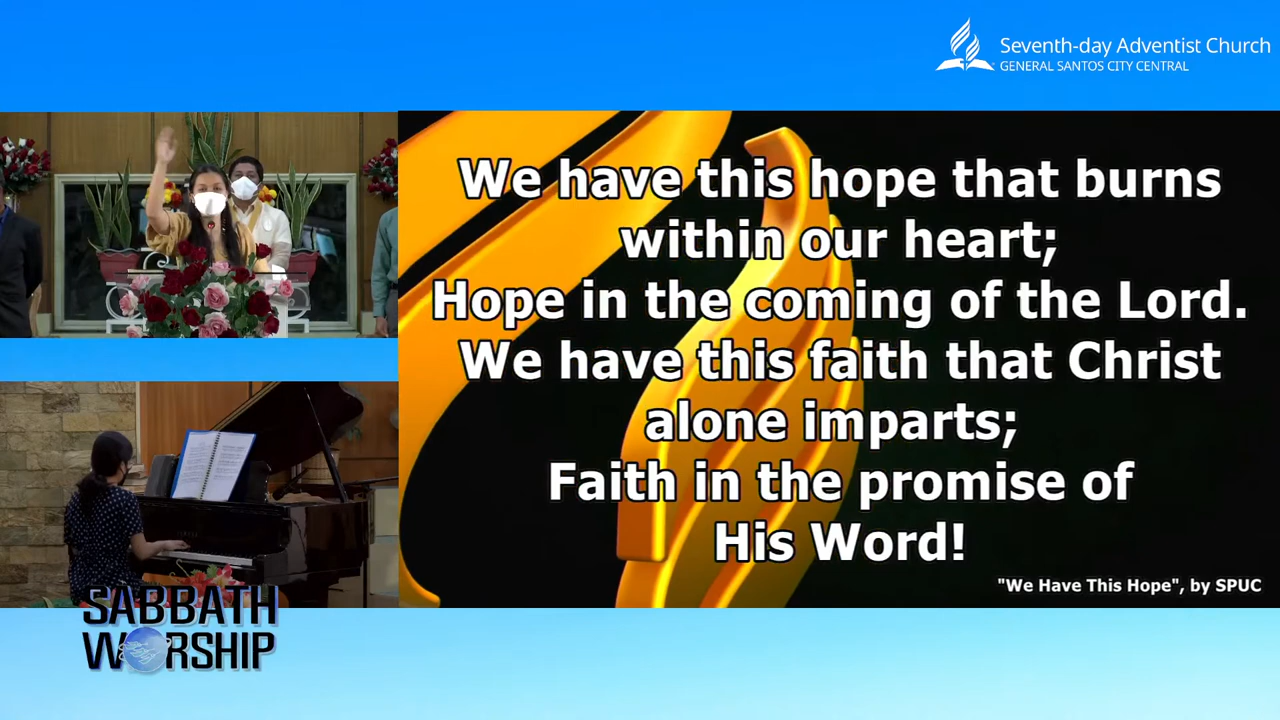 Seventh-day Adventist Church
GENERAL SANTOS CITY CENTRAL
We have this hope that burns
within our heart;
Hope in the coming of the Lord.
We have this faith that Christ
alone imparts;
Faith in the promise of
His Word!
"We Have This Hope", by SPUC
SABBATH
WORSHIP